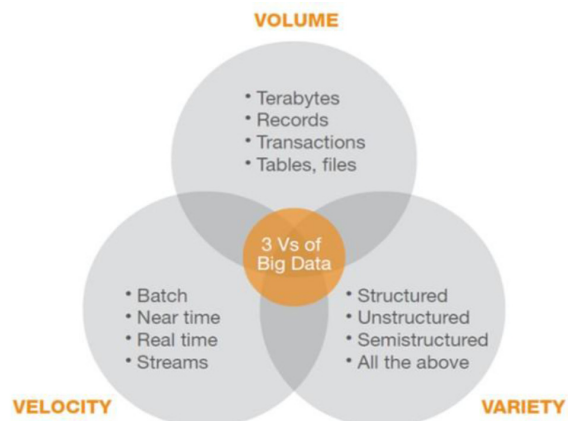 VOLUME
• Terabytes
• Records
• Transactions
• Tables, files
3 Vs of
Big Data
• Batch
• Near time
• Real time
• Streams
• Structured
• Unstructured
• Semistructured
• All the above
VELOCITY
VARIETY